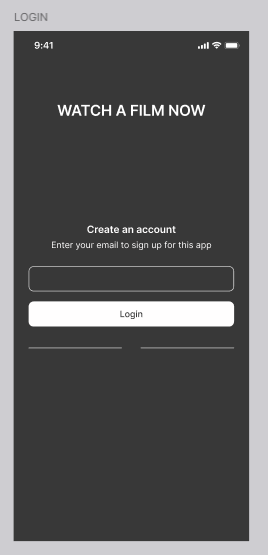 LOGIN
9:41
WATCH A FILM NOW
Create an account
Enter your email to sign up for this app
Login